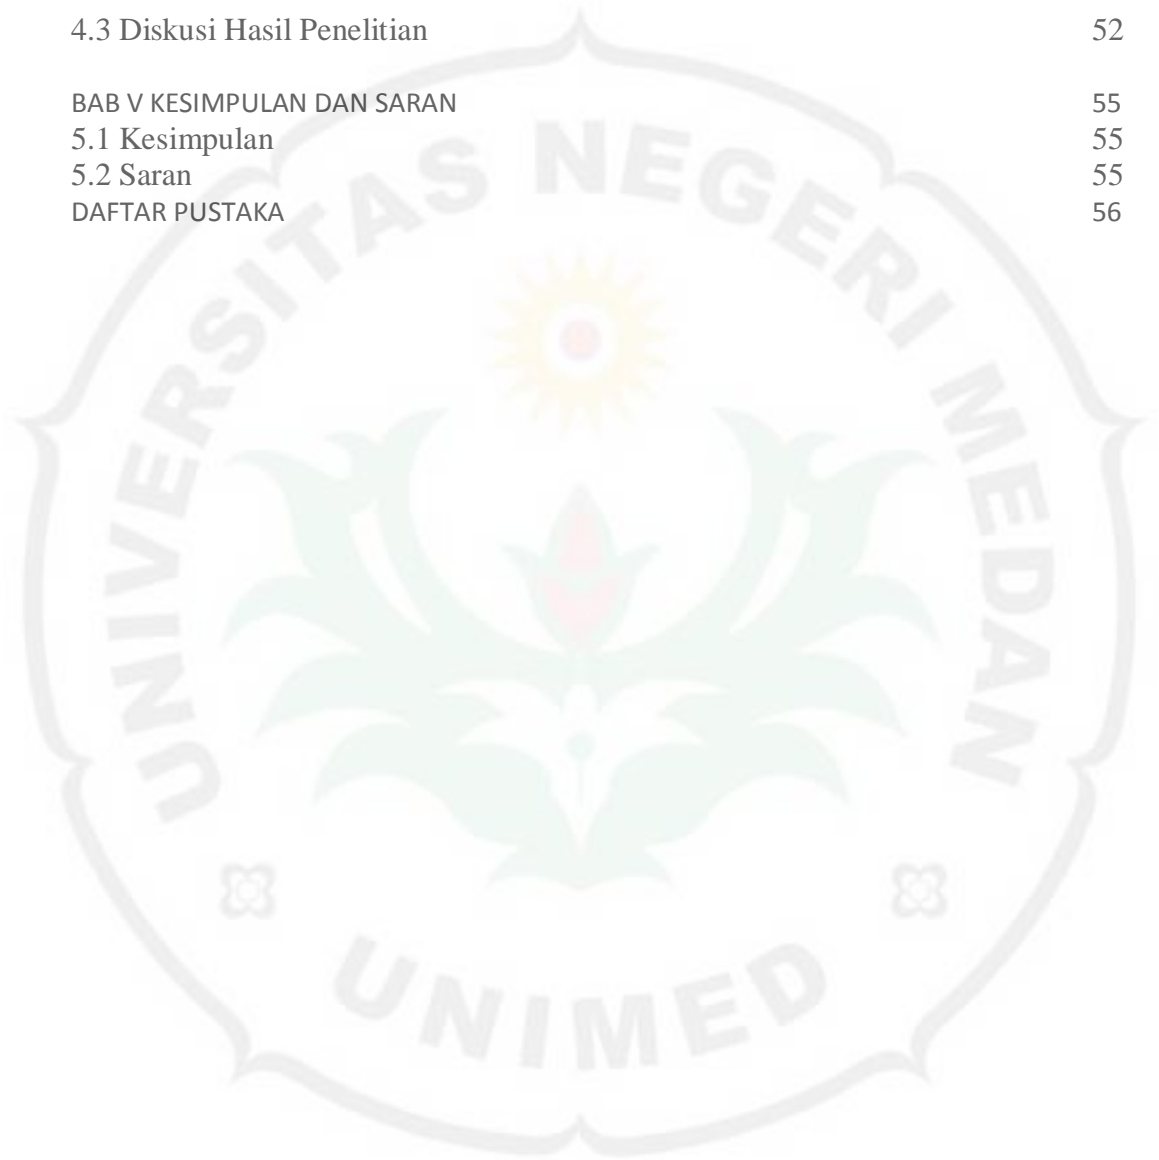 4.3 Diskusi Hasil Penelitian 52
BAB V KESIMPULAN DAN SARAN 55
5.1 Kesimpulan 55
5.2 Saran 55
DAFTAR PUSTAKA 56
UNIVERSITAS NEGERI MEDAN
UNIMED